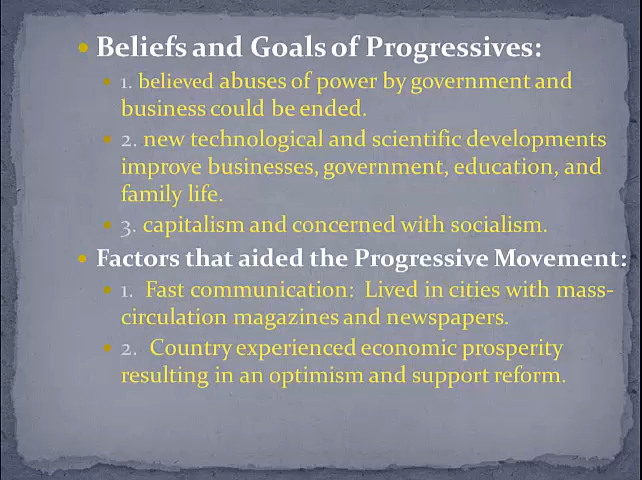 Beliefs and Goals of Progressives:
1. believed abuses of power by government and
business could be ended.
2. new technological and scientific developments
improve businesses, government, education, and
family life.
3. capitalism and concerned with socialism.
Factors that aided the Progressive Movement:
1. Fast communication: Lived in cities with mass-
circulation magazines and newspapers.
2. Country experienced economic prosperity
resulting in an optimism and support reform.